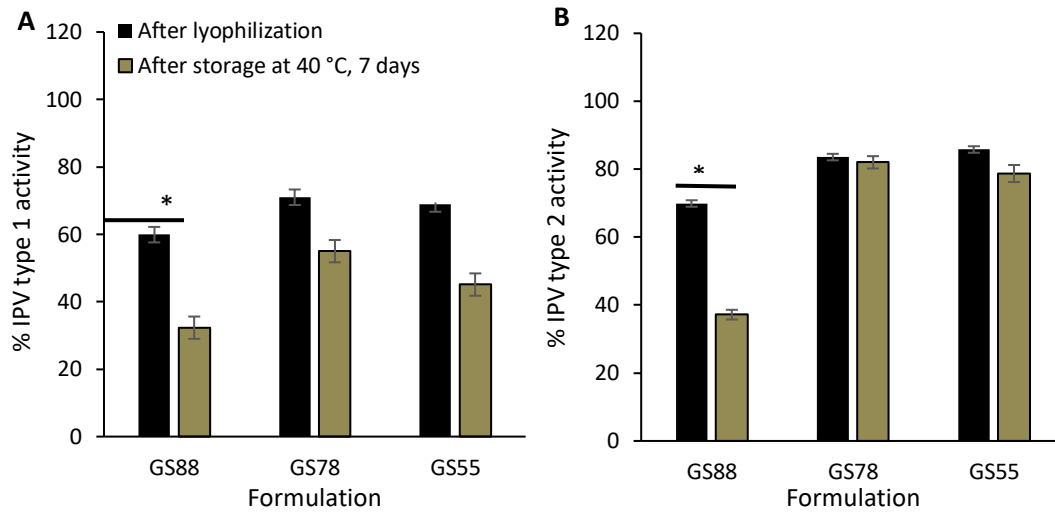 A
After lyophilization
After storage at 40 °C, 7 days
% IPV type 1 activity
120
100
80
60
40
20
0
*
GS88 GS78 GS55
Formulation
B
% IPV type 2 activity
120
100
80
60
40
20
0
*
GS88 GS78 GS55
Formulation